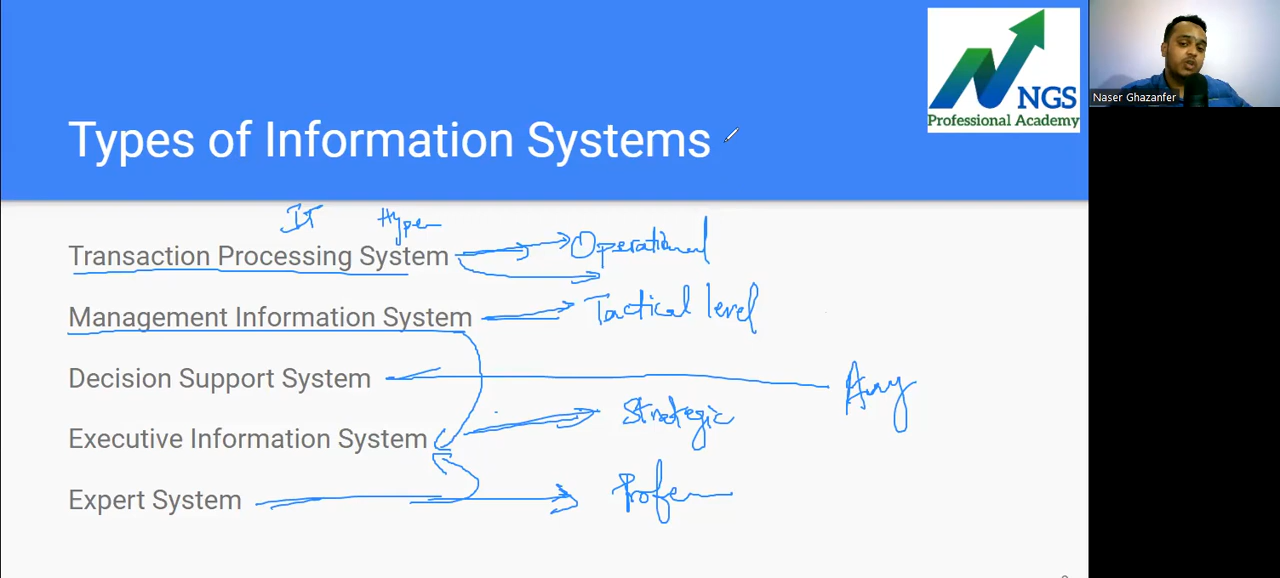 NGS
Professional Academy
Naser Ghazanfer
Types of Information Systems
IT Hyper
Transaction Processing System Operational
Management Information System Tactical level
Decision Support System Any
Executive Information System Strategic
Expert System